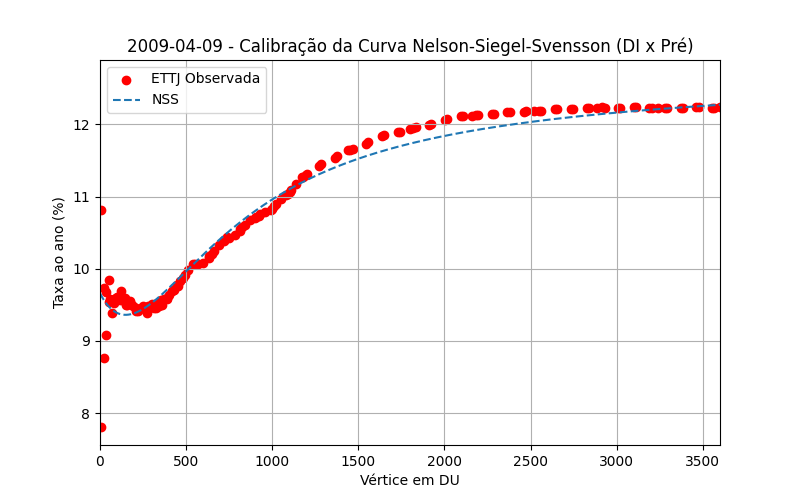 2009-04-09 - Calibração da Curva Nelson-Siegel-Svensson (DI x Pré)
ETTJ Observada
NSS
Taxa ao ano (%)
12
11
10
9
8
0 500 1000 1500 2000 2500 3000 3500
Vértice em DU